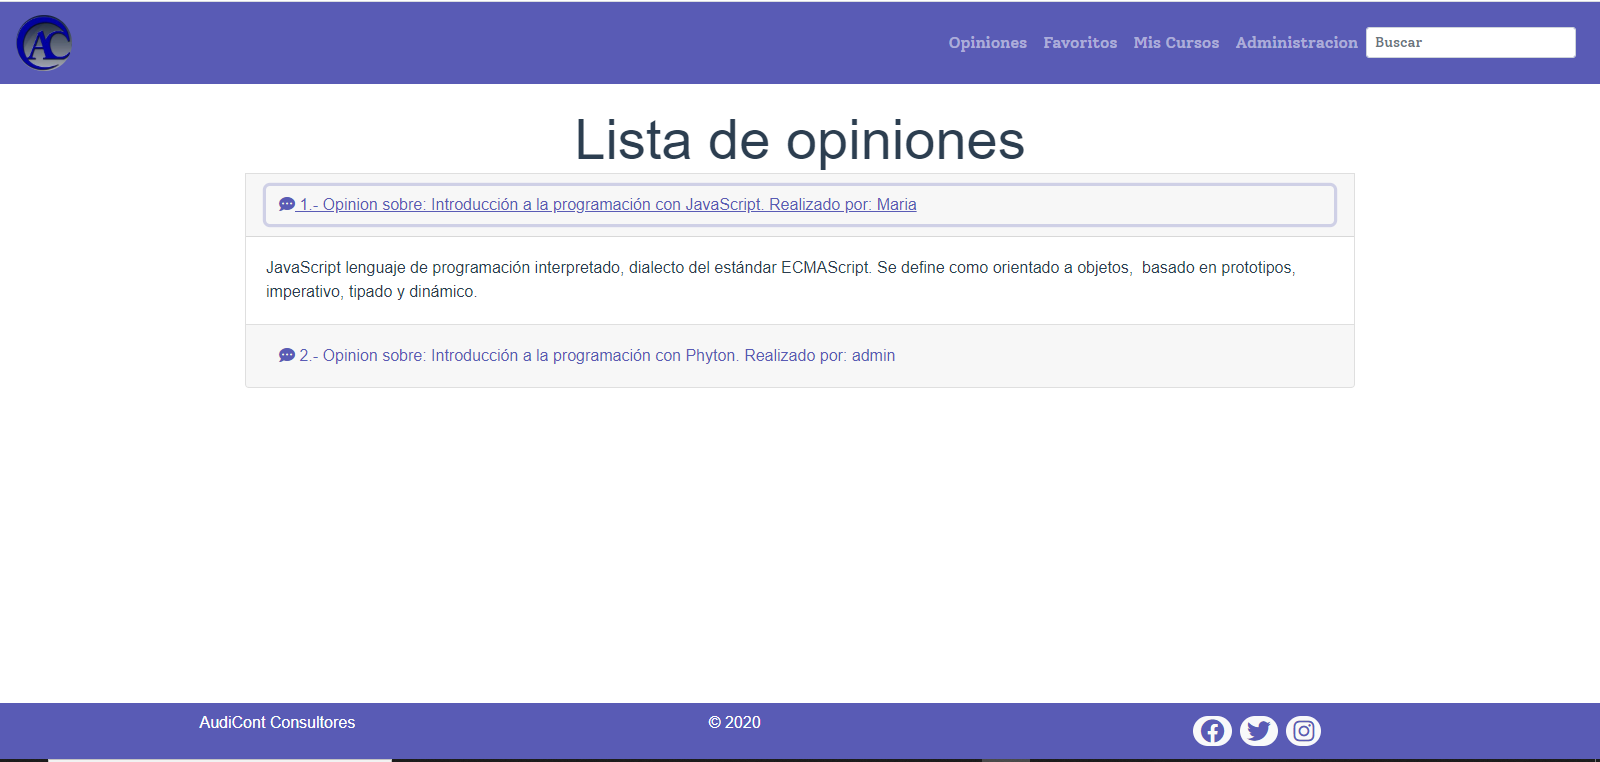 AC
Opiniones Favoritos Mis Cursos Administracion Buscar
Lista de opiniones
1.- Opinion sobre: Introducción a la programación con JavaScript. Realizado por: Maria
JavaScript lenguaje de programación interpretado, dialecto del estándar ECMAScript. Se define como orientado a objetos,  basado en prototipos,
imperativo, tipado y dinámico.
2.- Opinion sobre: Introducción a la programación con Phyton. Realizado por: admin
AudiCont Consultores © 2020